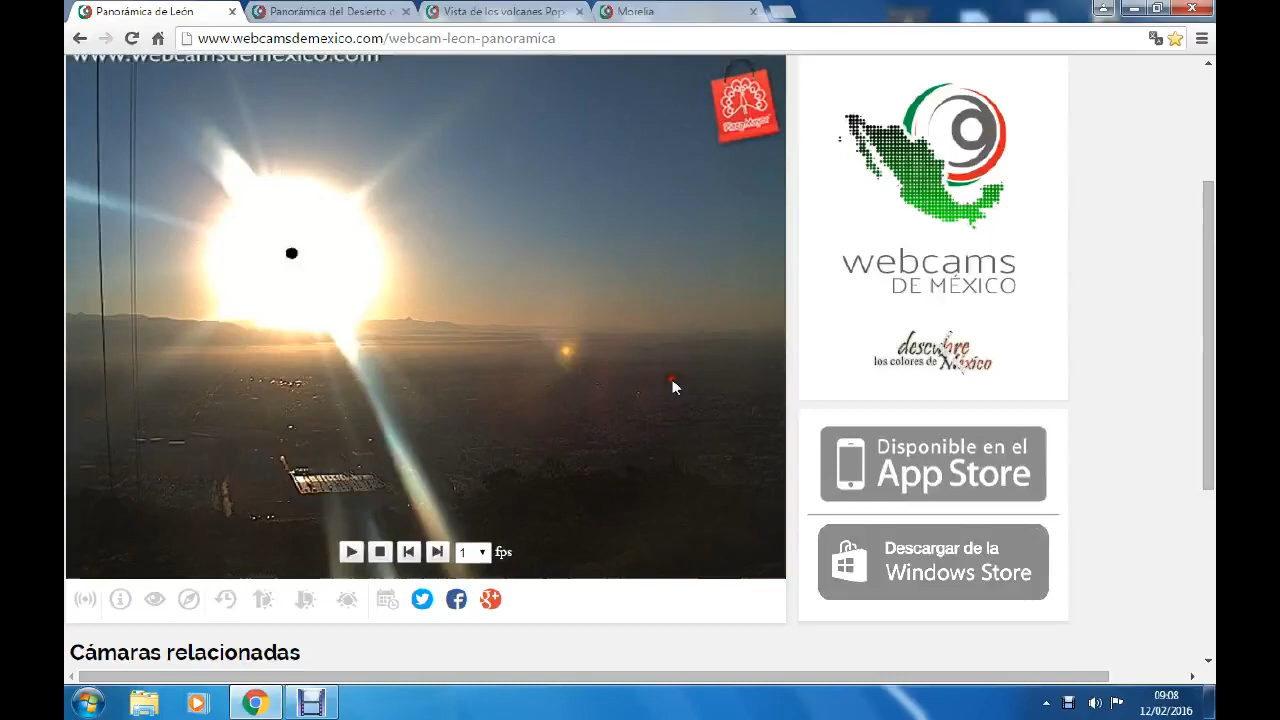 Panorámica de León
Panorámica del Desierto
Vista de los volcanes Pop
Morelia
www.webcamsdemexico.com/webcam-leon-panoramica
www.webcamsdemexico.com
Plaza Mayor
webcams
DE MÉXICO
descubre
los colores de México
Disponible en el
App Store
Descargar de la
Windows Store
1 fps
Cámaras relacionadas
09:08
12/02/2016